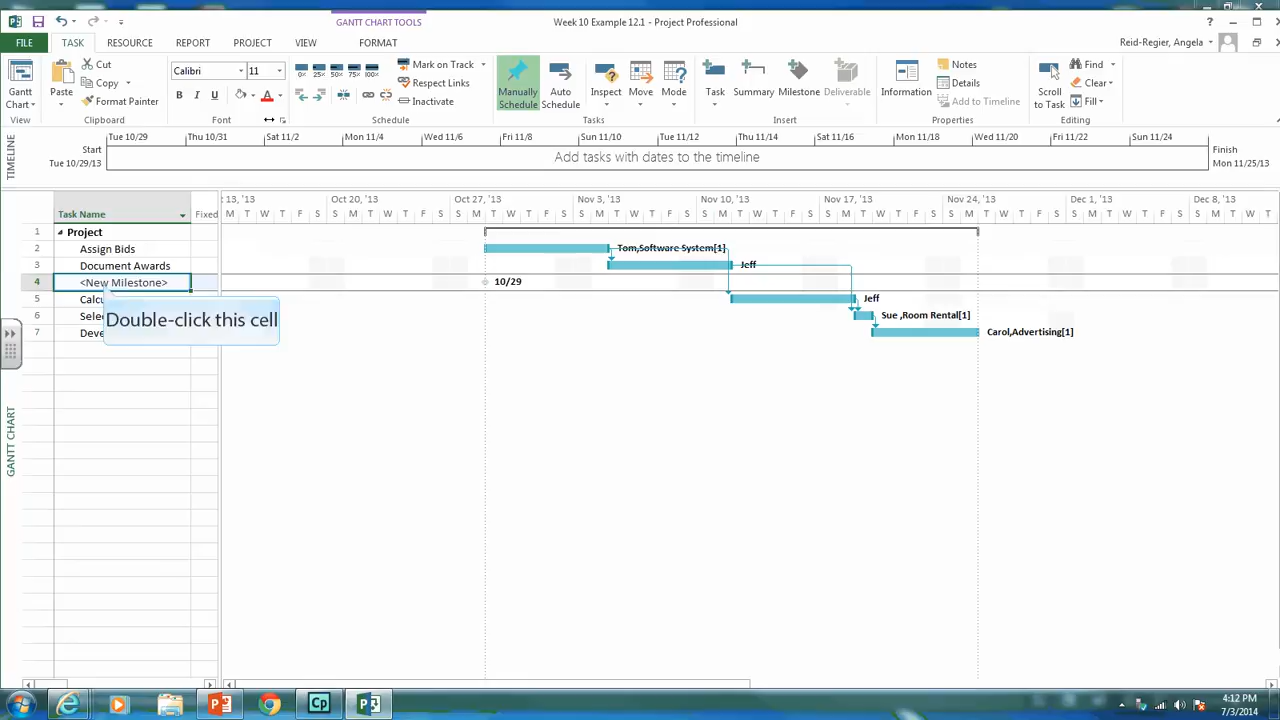 GANTT CHART TOOLS
Week 10 Example 12.1 - Project Professional
FILE TASK RESOURCE REPORT PROJECT VIEW FORMAT
Reid-Regier, Angela
Gantt Chart
View
Paste
Cut
Copy
Format Painter
Clipboard
Calibri 11
B I U A
Font
Mark on Track
Respect Links
Inactivate
Schedule
Manually Schedule
Auto Schedule
Inspect
Move
Mode
Tasks
Task
Summary
Milestone
Deliverable
Insert
Information
Notes
Details
Add to Timeline
Properties
Scroll to Task
Find
Clear
Fill
Editing
TIMELINE
Tue 10/29 Thu 10/31 Sat 11/2 Mon 11/4 Wed 11/6 Fri 11/8 Sun 11/10 Tue 11/12 Thu 11/14 Sat 11/16 Mon 11/18 Wed 11/20 Fri 11/22 Sun 11/24
Start
Tue 10/29/13
Add tasks with dates to the timeline
Finish
Mon 11/25/13
13, '13 Oct 20, '13 Oct 27, '13 Nov 3, '13 Nov 10, '13 Nov 17, '13 Nov 24, '13 Dec 1, '13 Dec 8, '13
Task Name Fixed M T W T F S S M T W T F S S M T W T F S S M T W T F S S M T W T F S S M T W T F S S M T W T F S S M T W T F S S M T W T
1 Project
2 Assign Bids Tom,Software System[1]
3 Document Awards Jeff
4 <New Milestone> 10/29
5 Calcu Jeff
Double-click this cell
6 Selec Sue ,Room Rental[1]
7 Deve Carol,Advertising[1]
GANTT CHART
Cp
4:12 PM
7/3/2014